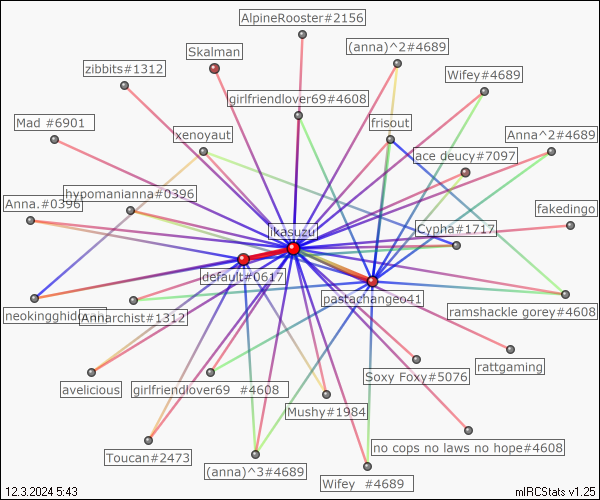 AlpineRooster#2156
(anna)^2#4689
Skalman
zibbits#1312
Wifey#4689
girlfriendlover69#4608
Mad #6901
frisout
xenoyaut
Anna^2#4689
ace deucy#7097
hypomanianna#0396
Anna.#0396
fakedingo
ikasuzu
Cypha#1717
default#0617
pastachangeo41
neokingghid
Annarchist#1312
ramshackle gorey#4608
rattgaming
Soxy Foxy#5076
avelicious
girlfriendlover69 #4608
Mushy#1984
no cops no laws no hope#4608
Toucan#2473
(anna)^3#4689
Wifey #4689
12.3.2024 5:43
mIRCStats v1.25